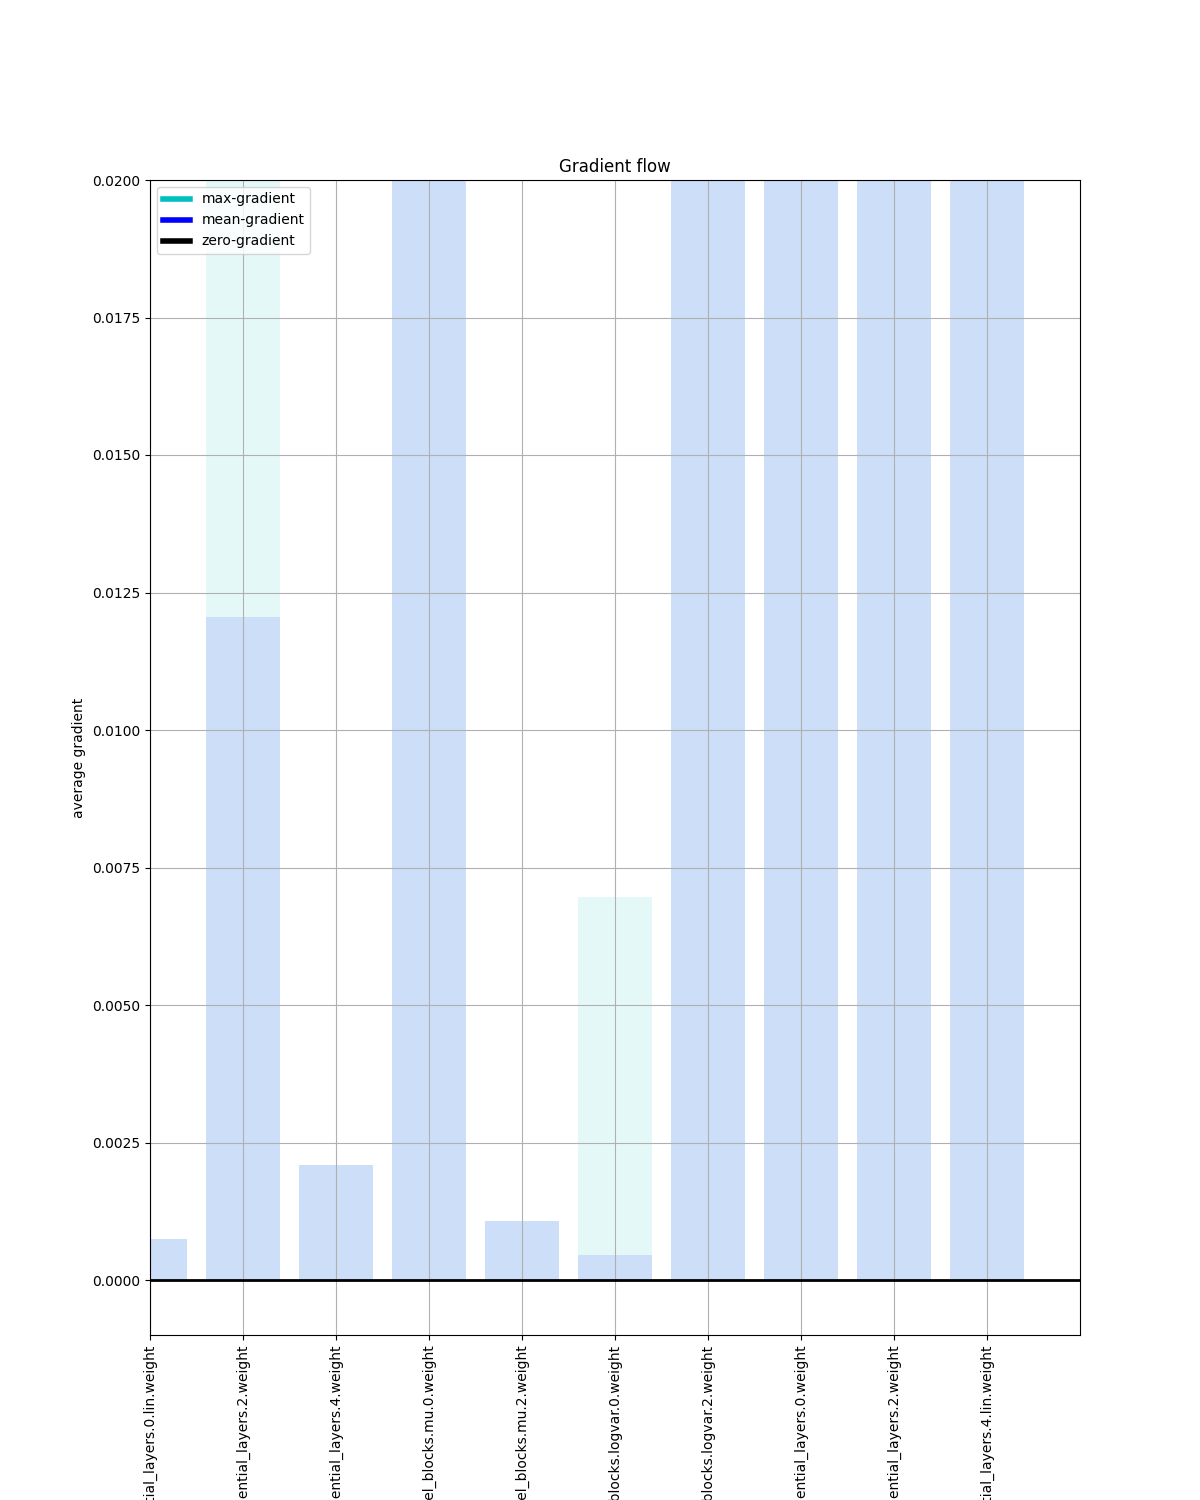 Gradient flow
max-gradient
mean-gradient
zero-gradient
average gradient
0.0200
0.0175
0.0150
0.0125
0.0100
0.0075
0.0050
0.0025
0.0000
tial_layers.0.lin.weight
ential_layers.2.weight
ential_layers.4.weight
el_blocks.mu.0.weight
el_blocks.mu.2.weight
blocks.logvar.0.weight
blocks.logvar.2.weight
ential_layers.0.weight
ential_layers.2.weight
tial_layers.4.lin.weight